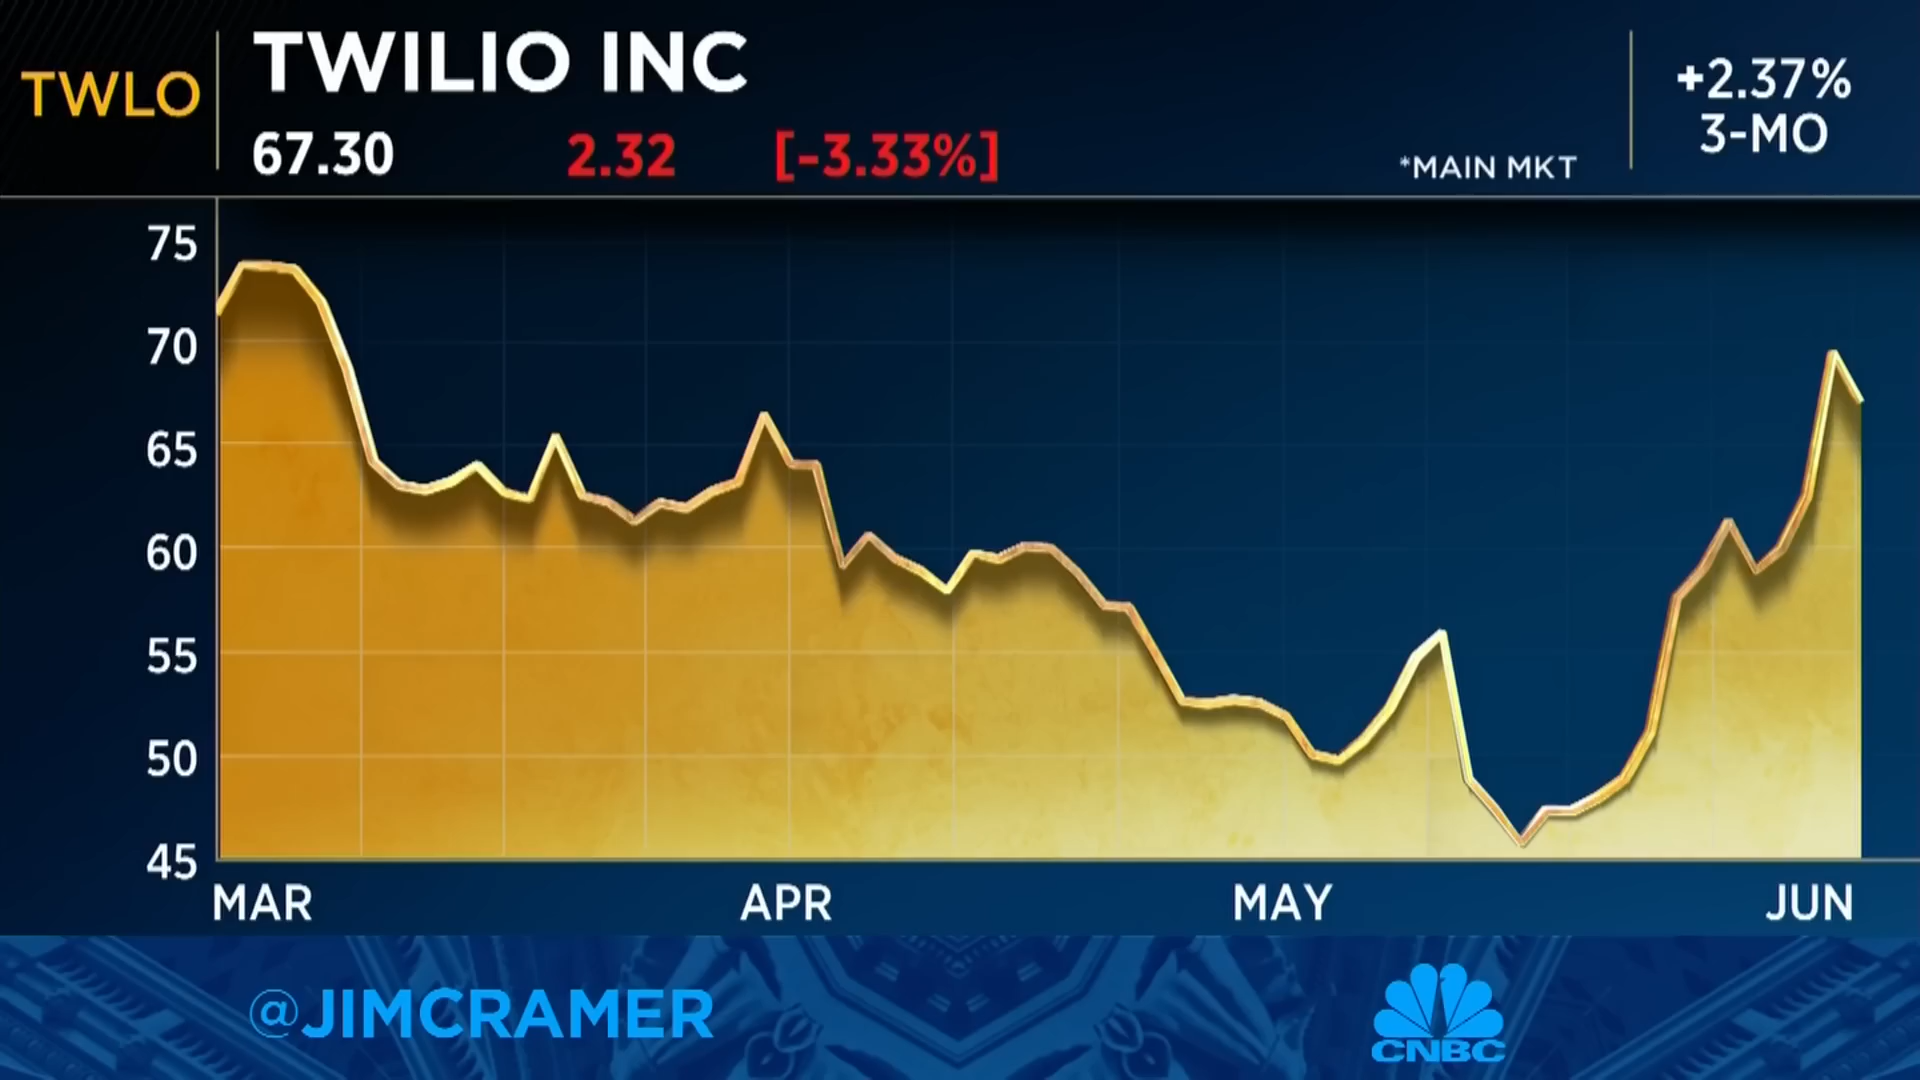 TWLO
TWILIO INC
67.30 2.32 [-3.33%]
*MAIN MKT
+2.37%
3-MO
75
70
65
60
55
50
45
MAR APR MAY JUN
@JIMCRAMER
CNBC